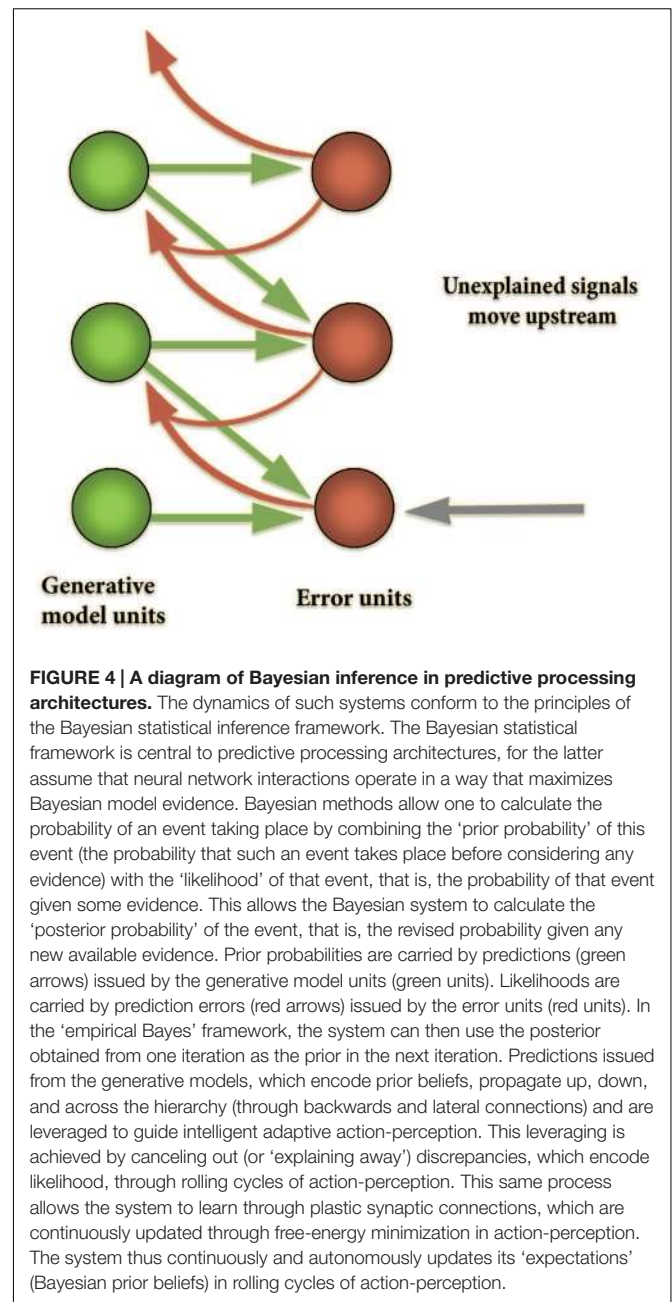 Unexplained signals
move upstream
Generative
model units
Error units
FIGURE 4 | A diagram of Bayesian inference in predictive processing
architectures. The dynamics of such systems conform to the principles of
the Bayesian statistical inference framework. The Bayesian statistical
framework is central to predictive processing architectures, for the latter
assume that neural network interactions operate in a way that maximizes
Bayesian model evidence. Bayesian methods allow one to calculate the
probability of an event taking place by combining the ‘prior probability’ of this
event (the probability that such an event takes place before considering any
evidence) with the ‘likelihood’ of that event, that is, the probability of that event
given some evidence. This allows the Bayesian system to calculate the
‘posterior probability’ of the event, that is, the revised probability given any
new available evidence. Prior probabilities are carried by predictions (green
arrows) issued by the generative model units (green units). Likelihoods are
carried by prediction errors (red arrows) issued by the error units (red units). In
the ‘empirical Bayes’ framework, the system can then use the posterior
obtained from one iteration as the prior in the next iteration. Predictions issued
from the generative models, which encode prior beliefs, propagate up, down,
and across the hierarchy (through backwards and lateral connections) and are
leveraged to guide intelligent adaptive action-perception. This leveraging is
achieved by canceling out (or ‘explaining away’) discrepancies, which encode
likelihood, through rolling cycles of action-perception. This same process
allows the system to learn through plastic synaptic connections, which are
continuously updated through free-energy minimization in action-perception.
The system thus continuously and autonomously updates its ‘expectations’
(Bayesian prior beliefs) in rolling cycles of action-perception.